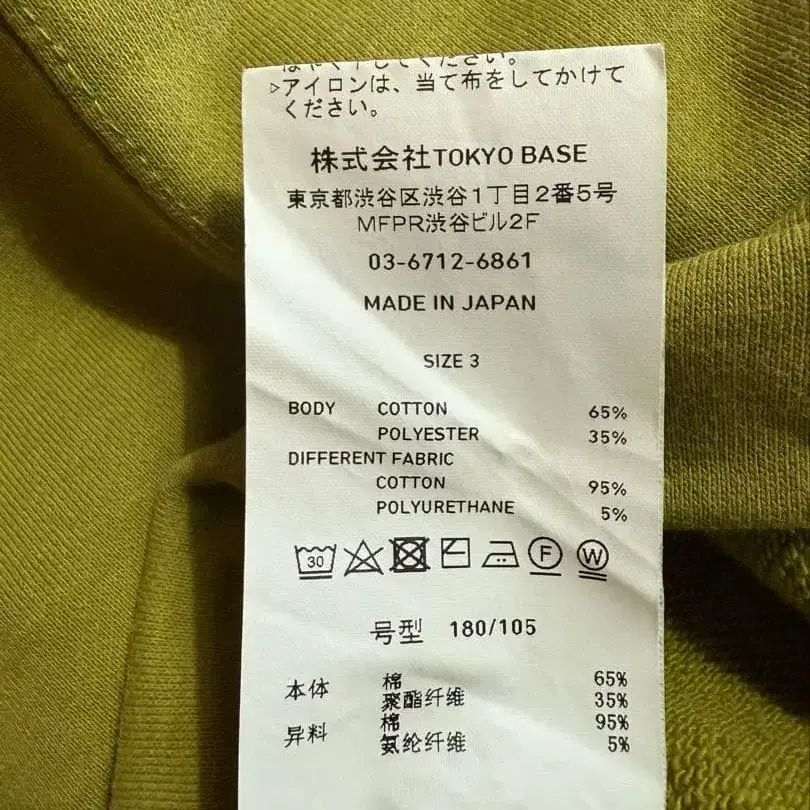 ▷アイロンは、当て布をしてかけて
ください。
株式会社TOKYO BASE
東京都渋谷区渋谷1丁目2番5号
MFPR渋谷ビル2F
03-6712-6861
MADE IN JAPAN
SIZE 3
BODY COTTON 65%
POLYESTER 35%
DIFFERENT FABRIC
COTTON 95%
POLYURETHANE 5%
30 F W
号型 180/105
本体 棉 65%
聚酯纤维 35%
异料 棉 95%
氨纶纤维 5%